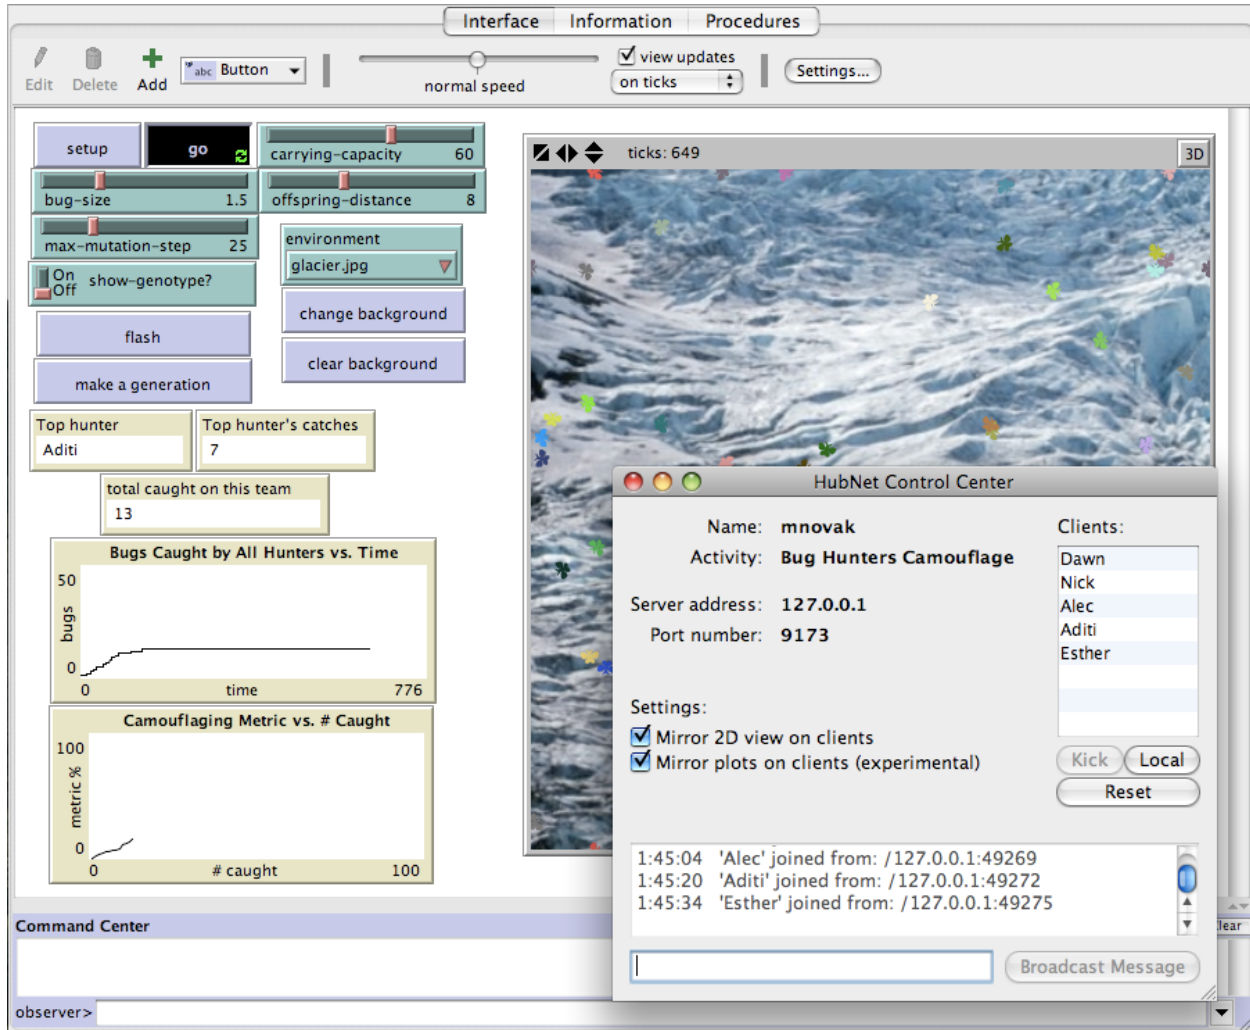 Interface Information Procedures
Edit Delete Add abc Button
normal speed
view updates
on ticks
Settings...
setup go
carrying-capacity 60
bug-size 1.5
offspring-distance 8
max-mutation-step 25
On
Off
show-genotype?
environment
glacier.jpg
change background
clear background
flash
make a generation
Top hunter
Aditi
Top hunter's catches
7
total caught on this team
13
Bugs Caught by All Hunters vs. Time
50
bugs
0
0 time 776
Camouflaging Metric vs. # Caught
100
metric %
0
0 # caught 100
ticks: 649
3D
HubNet Control Center
Name: mnovak
Activity: Bug Hunters Camouflage
Server address: 127.0.0.1
Port number: 9173
Clients:
Dawn
Nick
Alec
Aditi
Esther
Settings:
Mirror 2D view on clients
Mirror plots on clients (experimental)
Kick Local
Reset
1:45:04 'Alec' joined from: /127.0.0.1:49269
1:45:20 'Aditi' joined from: /127.0.0.1:49272
1:45:34 'Esther' joined from: /127.0.0.1:49275
Broadcast Message
Command Center
observer>